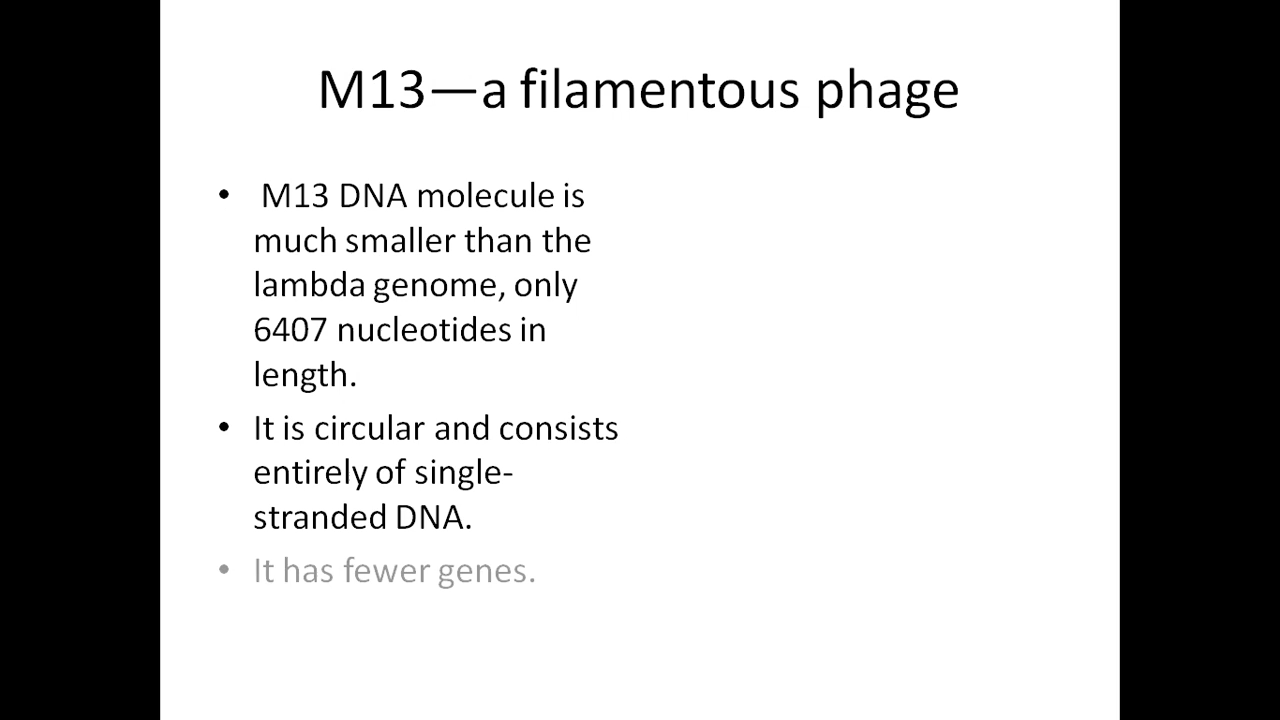 M13—a filamentous phage
• M13 DNA molecule is
much smaller than the
lambda genome, only
6407 nucleotides in
length.
• It is circular and consists
entirely of single-
stranded DNA.
• It has fewer genes.